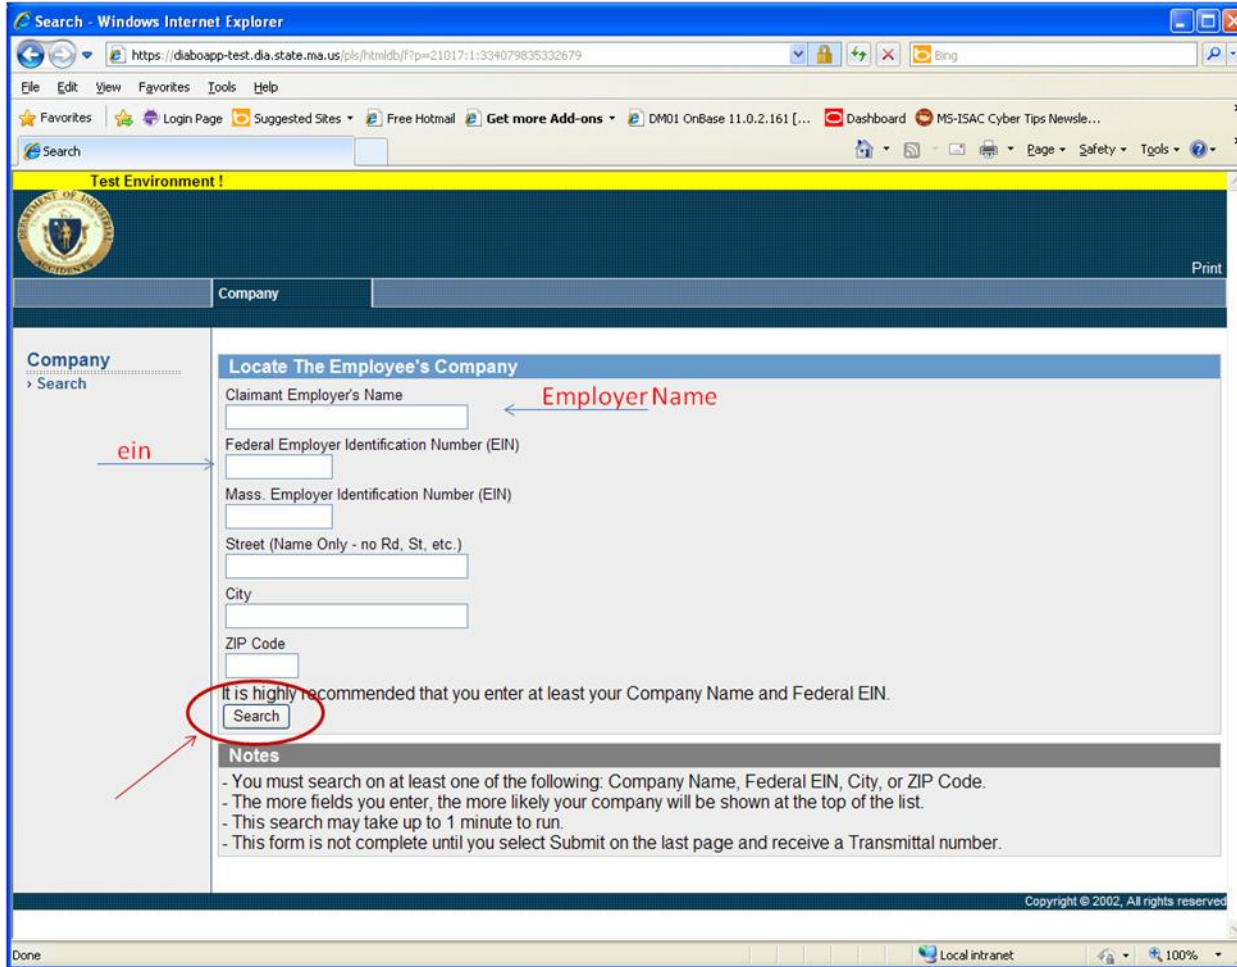 Search - Windows Internet Explorer
https://diaboapp-test.dia.state.ma.us/pls/htmldb/f?p=21017:1:334079835332679
Bing
File Edit View Favorites Tools Help
Favorites Login Page Suggested Sites Free Hotmail Get more Add-ons DM01 OnBase 11.0.2.161 [... Dashboard MS-ISAC Cyber Tips Newsle...
Search
Page Safety Tools
Test Environment !
DEPARTMENT OF INDUSTRIAL ACCIDENTS
Print
Company
Company
› Search
Locate The Employee's Company
Claimant Employer's Name
Employer Name
Federal Employer Identification Number (EIN)
ein
Mass. Employer Identification Number (EIN)
Street (Name Only - no Rd, St, etc.)
City
ZIP Code
It is highly recommended that you enter at least your Company Name and Federal EIN.
Search
Notes
- You must search on at least one of the following: Company Name, Federal EIN, City, or ZIP Code.
- The more fields you enter, the more likely your company will be shown at the top of the list.
- This search may take up to 1 minute to run.
- This form is not complete until you select Submit on the last page and receive a Transmittal number.
Copyright © 2002, All rights reserved
Done
Local intranet
100%